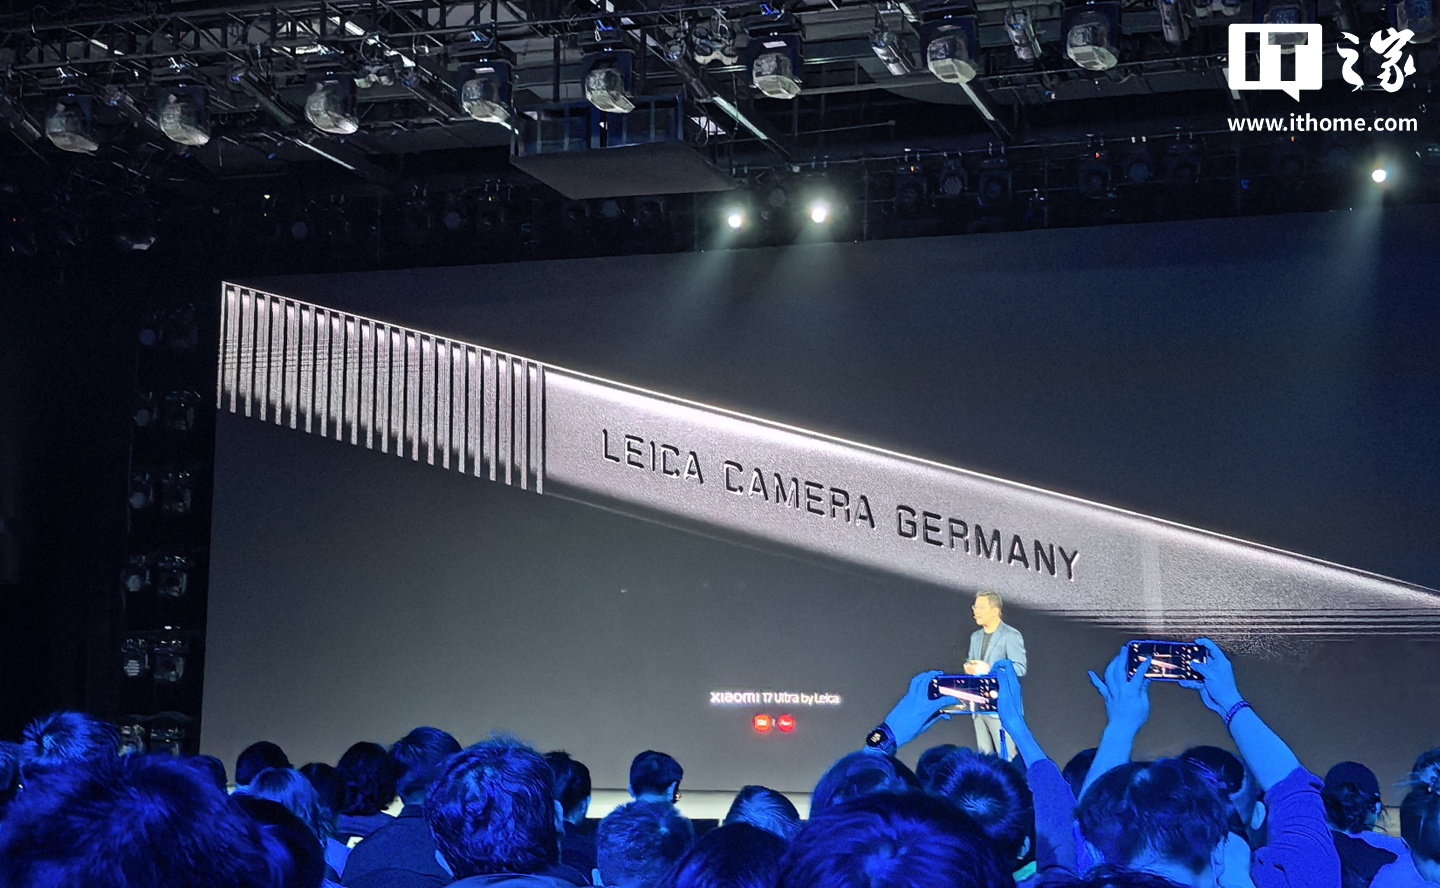 IT之家
www.ithome.com
LEICA CAMERA GERMANY
xiaomi 17 Ultra by Leica